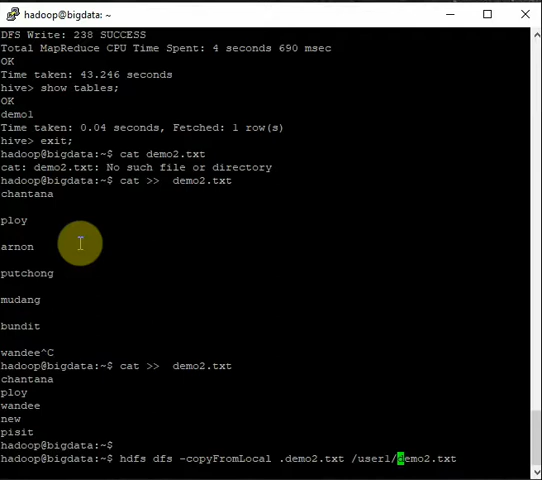 hadoop@bigdata: ~
DFS Write: 238 SUCCESS
Total MapReduce CPU Time Spent: 4 seconds 690 msec
OK
Time taken: 43.246 seconds
hive> show tables;
OK
demo1
Time taken: 0.04 seconds, Fetched: 1 row(s)
hive> exit;
hadoop@bigdata:~$ cat demo2.txt
cat: demo2.txt: No such file or directory
hadoop@bigdata:~$ cat >>  demo2.txt
chantana
ploy
arnon
putchong
mudang
bundit
wandee^C
hadoop@bigdata:~$ cat >>  demo2.txt
chantana
ploy
wandee
new
pisit
hadoop@bigdata:~$
hadoop@bigdata:~$ hdfs dfs -copyFromLocal .demo2.txt /user1/demo2.txt